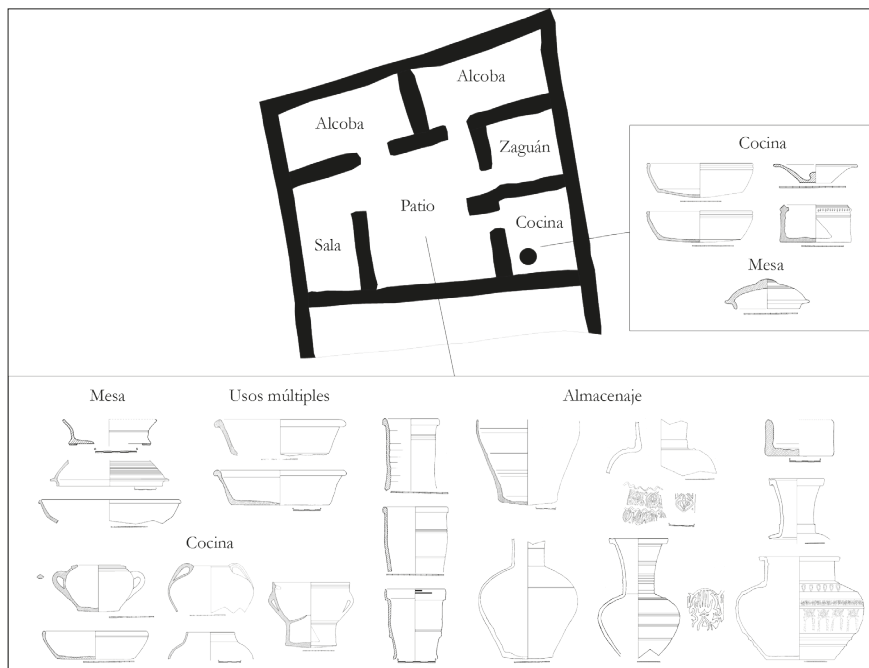 Alcoba
Alcoba
Zaguán
Patio
Cocina
Sala
Cocina
Mesa
Mesa
Usos múltiples
Almacenaje
Cocina